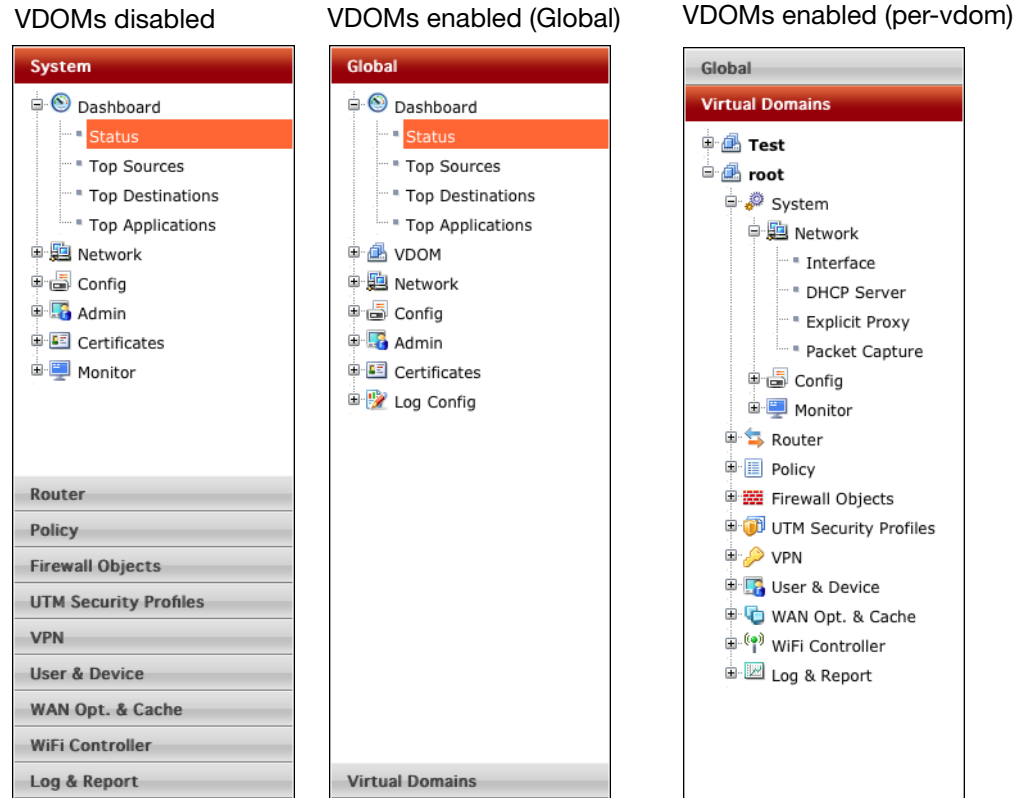 VDOMs disabled
System
Dashboard
Status
Top Sources
Top Destinations
Top Applications
Network
Config
Admin
Certificates
Monitor
Router
Policy
Firewall Objects
UTM Security Profiles
VPN
User & Device
WAN Opt. & Cache
WiFi Controller
Log & Report
VDOMs enabled (Global)
Global
Dashboard
Status
Top Sources
Top Destinations
Top Applications
VDOM
Network
Config
Admin
Certificates
Log Config
Virtual Domains
VDOMs enabled (per-vdom)
Global
Virtual Domains
Test
root
System
Network
Interface
DHCP Server
Explicit Proxy
Packet Capture
Config
Monitor
Router
Policy
Firewall Objects
UTM Security Profiles
VPN
User & Device
WAN Opt. & Cache
WiFi Controller
Log & Report